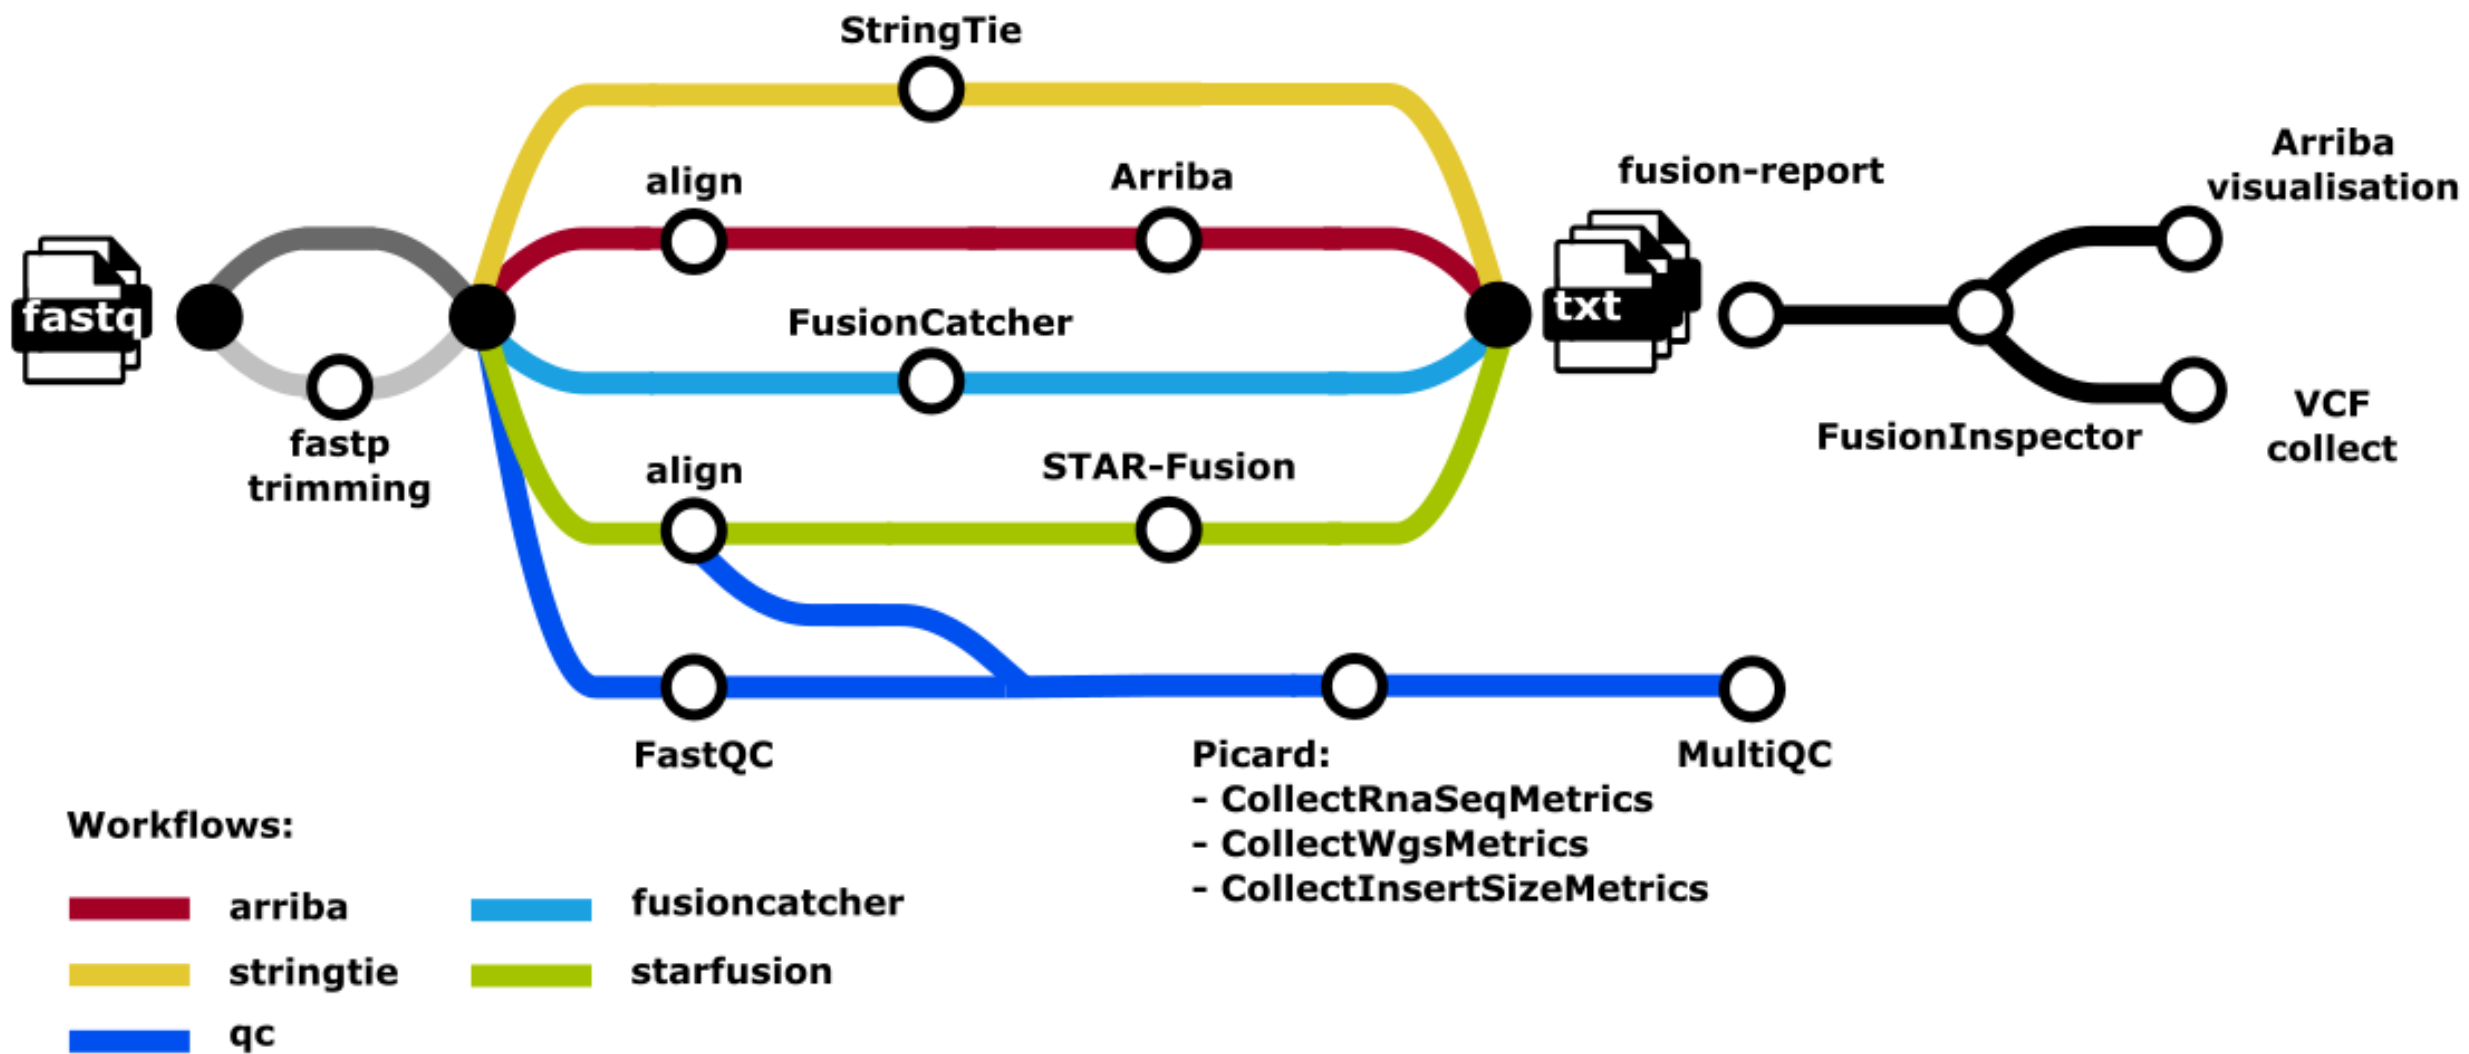 StringTie
align
Arriba
fusion-report
Arriba
visualisation
fastq
txt
FusionCatcher
fastp
trimming
align
STAR-Fusion
FusionInspector
VCF
collect
FastQC
Picard:
- CollectRnaSeqMetrics
- CollectWgsMetrics
- CollectInsertSizeMetrics
MultiQC
Workflows:
arriba
fusioncatcher
stringtie
starfusion
qc